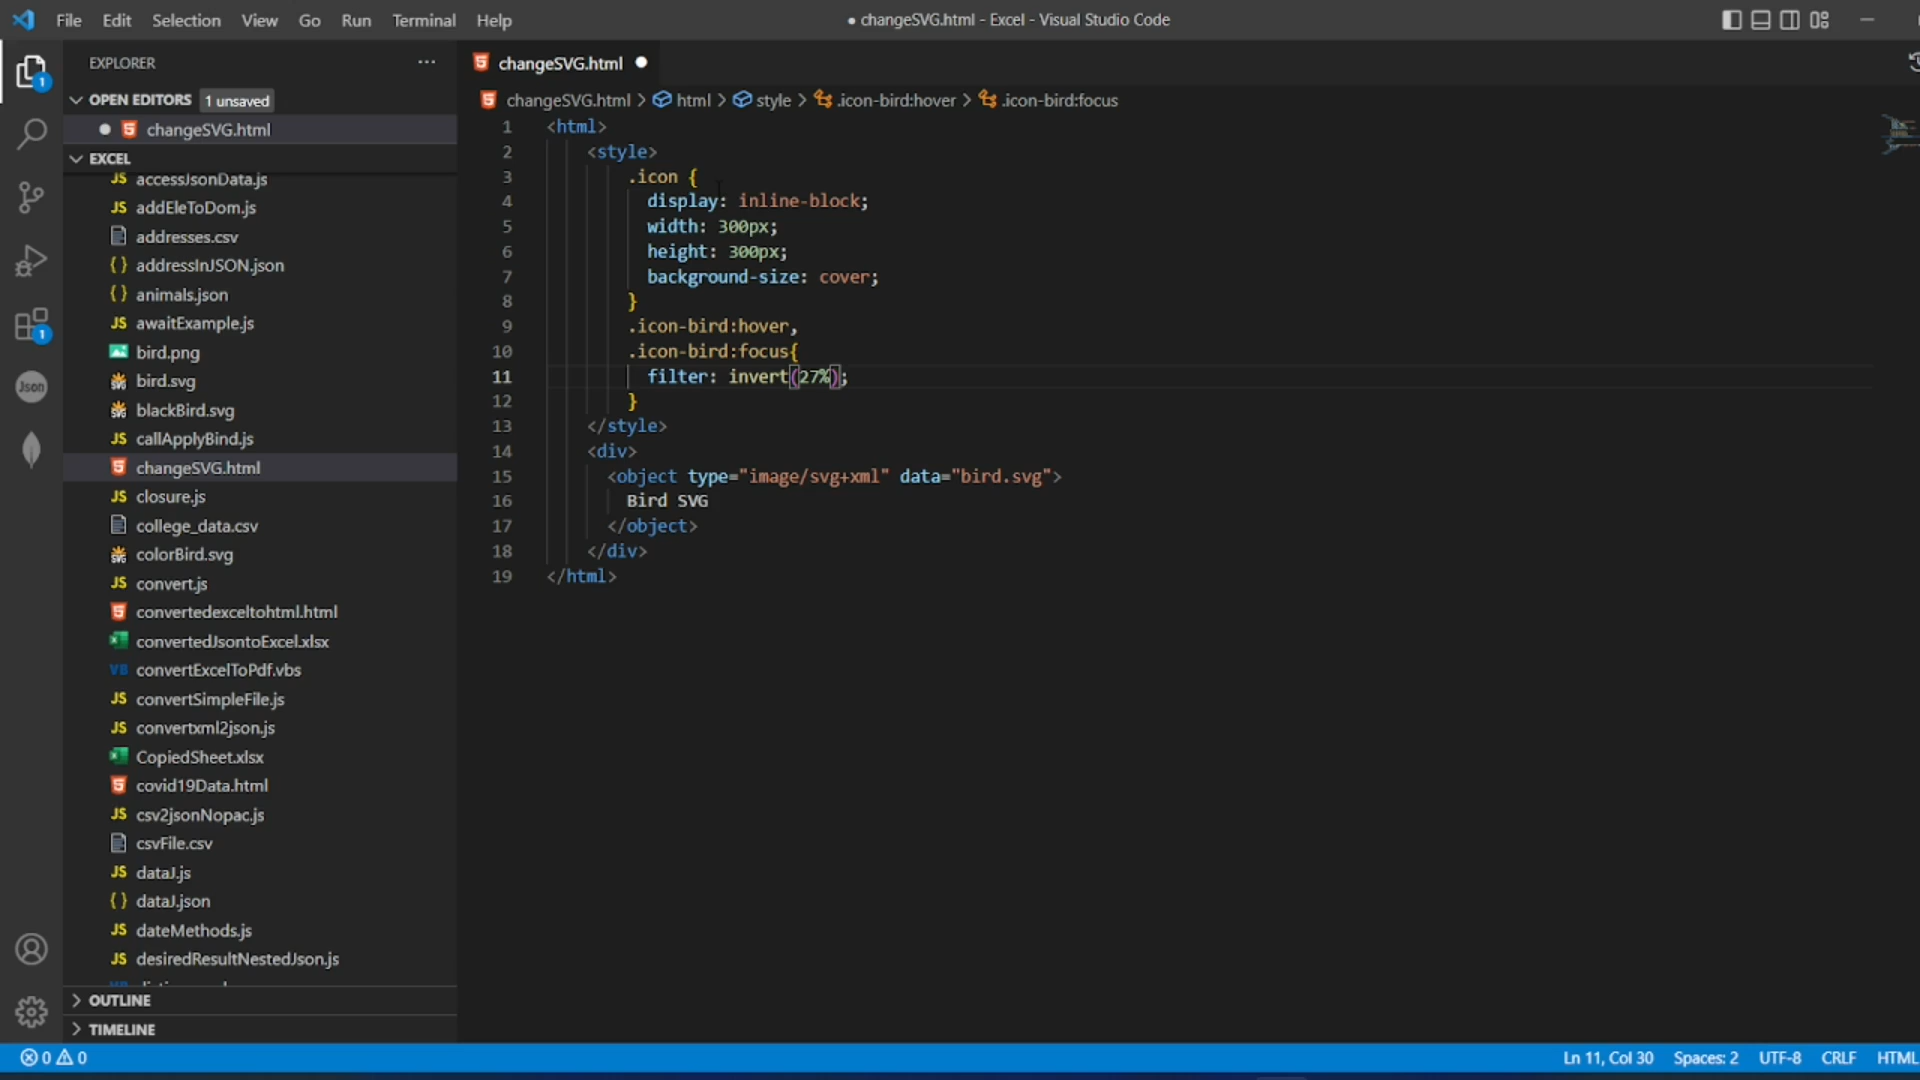 File Edit Selection View Go Run Terminal Help
● changeSVG.html - Excel - Visual Studio Code
EXPLORER
OPEN EDITORS 1 unsaved
changeSVG.html
EXCEL
accessJsonData.js
addEleToDom.js
addresses.csv
addressInJSON.json
animals.json
awaitExample.js
bird.png
bird.svg
blackBird.svg
callApplyBind.js
changeSVG.html
closure.js
college_data.csv
colorBird.svg
convert.js
convertedexceltohtml.html
convertedJsontoExcel.xlsx
convertExcelToPdf.vbs
convertSimpleFile.js
convertxml2json.js
CopiedSheet.xlsx
covid19Data.html
csv2jsonNopac.js
csvFile.csv
dataJ.js
dataJ.json
dateMethods.js
desiredResultNestedJson.js
OUTLINE
TIMELINE
changeSVG.html
changeSVG.html > html > style > .icon-bird:hover > .icon-bird:focus
1 <html>
2 <style>
3 .icon {
4 display: inline-block;
5 width: 300px;
6 height: 300px;
7 background-size: cover;
8 }
9 .icon-bird:hover,
10 .icon-bird:focus{
11 filter: invert(27%);
12 }
13 </style>
14 <div>
15 <object type="image/svg+xml" data="bird.svg">
16 Bird SVG
17 </object>
18 </div>
19 </html>
0 0
Ln 11, Col 30 Spaces: 2 UTF-8 CRLF HTML